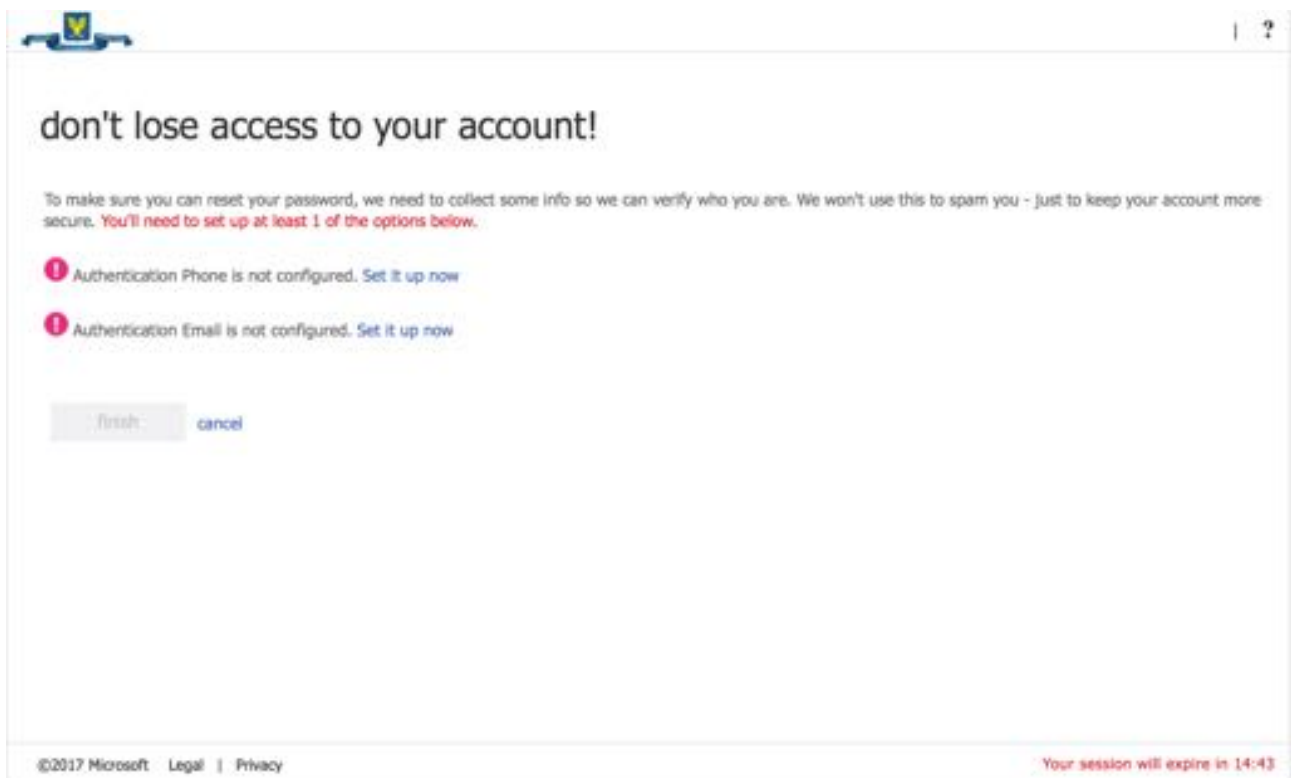 | ?
don't lose access to your account!
To make sure you can reset your password, we need to collect some info so we can verify who you are. We won't use this to spam you - just to keep your account more
secure. You'll need to set up at least 1 of the options below.
! Authentication Phone is not configured. Set it up now
! Authentication Email is not configured. Set it up now
finish cancel
©2017 Microsoft Legal | Privacy Your session will expire in 14:43